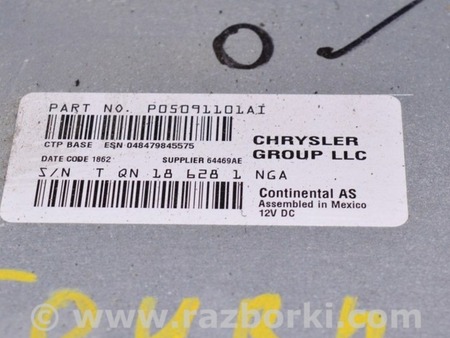 PART NO. P05091101AI
CTP BASE ESN 048479845575
CHRYSLER
GROUP LLC
DATE CODE 1862 SUPPLIER 64469AE
S/N T QN 18 628 1 NGA
Continental AS
Assembled in Mexico
12V DC
www.razborki.com